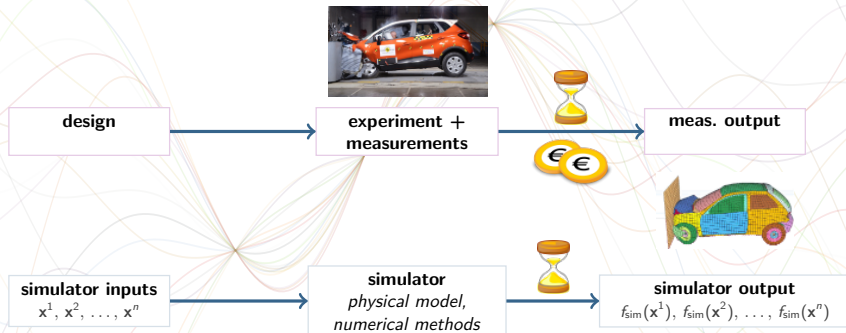 design
experiment +
measurements
meas. output
€ €
simulator inputs
x¹, x², . . . , xⁿ
simulator
physical model,
numerical methods
simulator output
f_sim(x¹), f_sim(x²), . . . , f_sim(xⁿ)